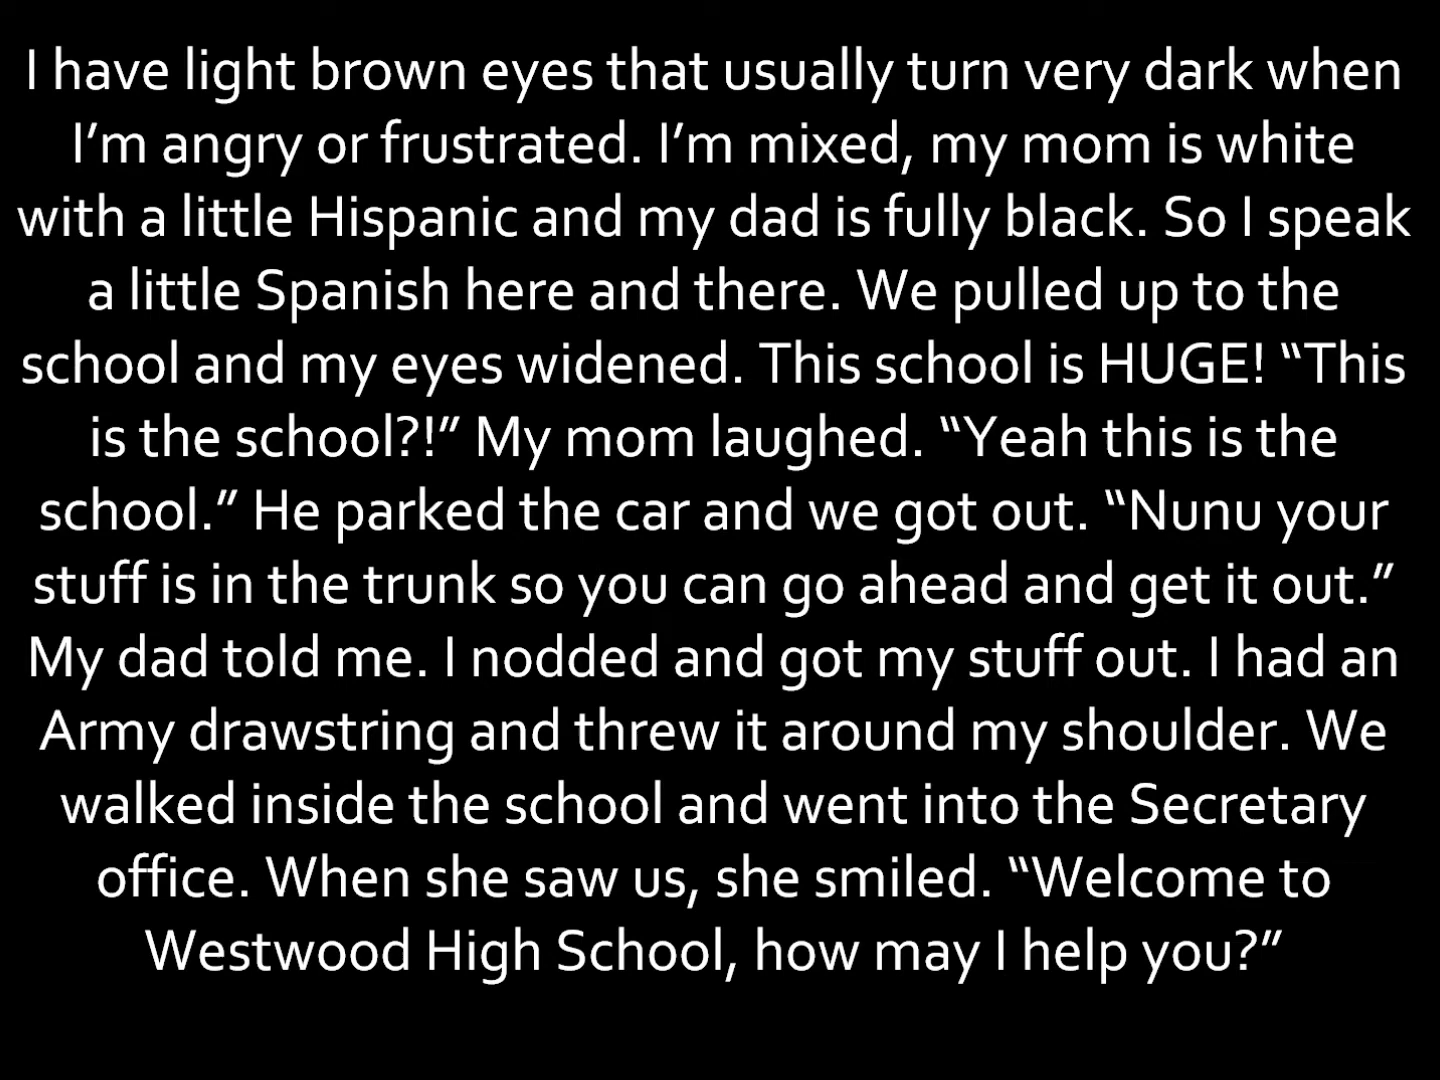 I have light brown eyes that usually turn very dark when
I’m angry or frustrated. I’m mixed, my mom is white
with a little Hispanic and my dad is fully black. So I speak
a little Spanish here and there. We pulled up to the
school and my eyes widened. This school is HUGE! “This
is the school?!” My mom laughed. “Yeah this is the
school.” He parked the car and we got out. “Nunu your
stuff is in the trunk so you can go ahead and get it out.”
My dad told me. I nodded and got my stuff out. I had an
Army drawstring and threw it around my shoulder. We
walked inside the school and went into the Secretary
office. When she saw us, she smiled. “Welcome to
Westwood High School, how may I help you?”